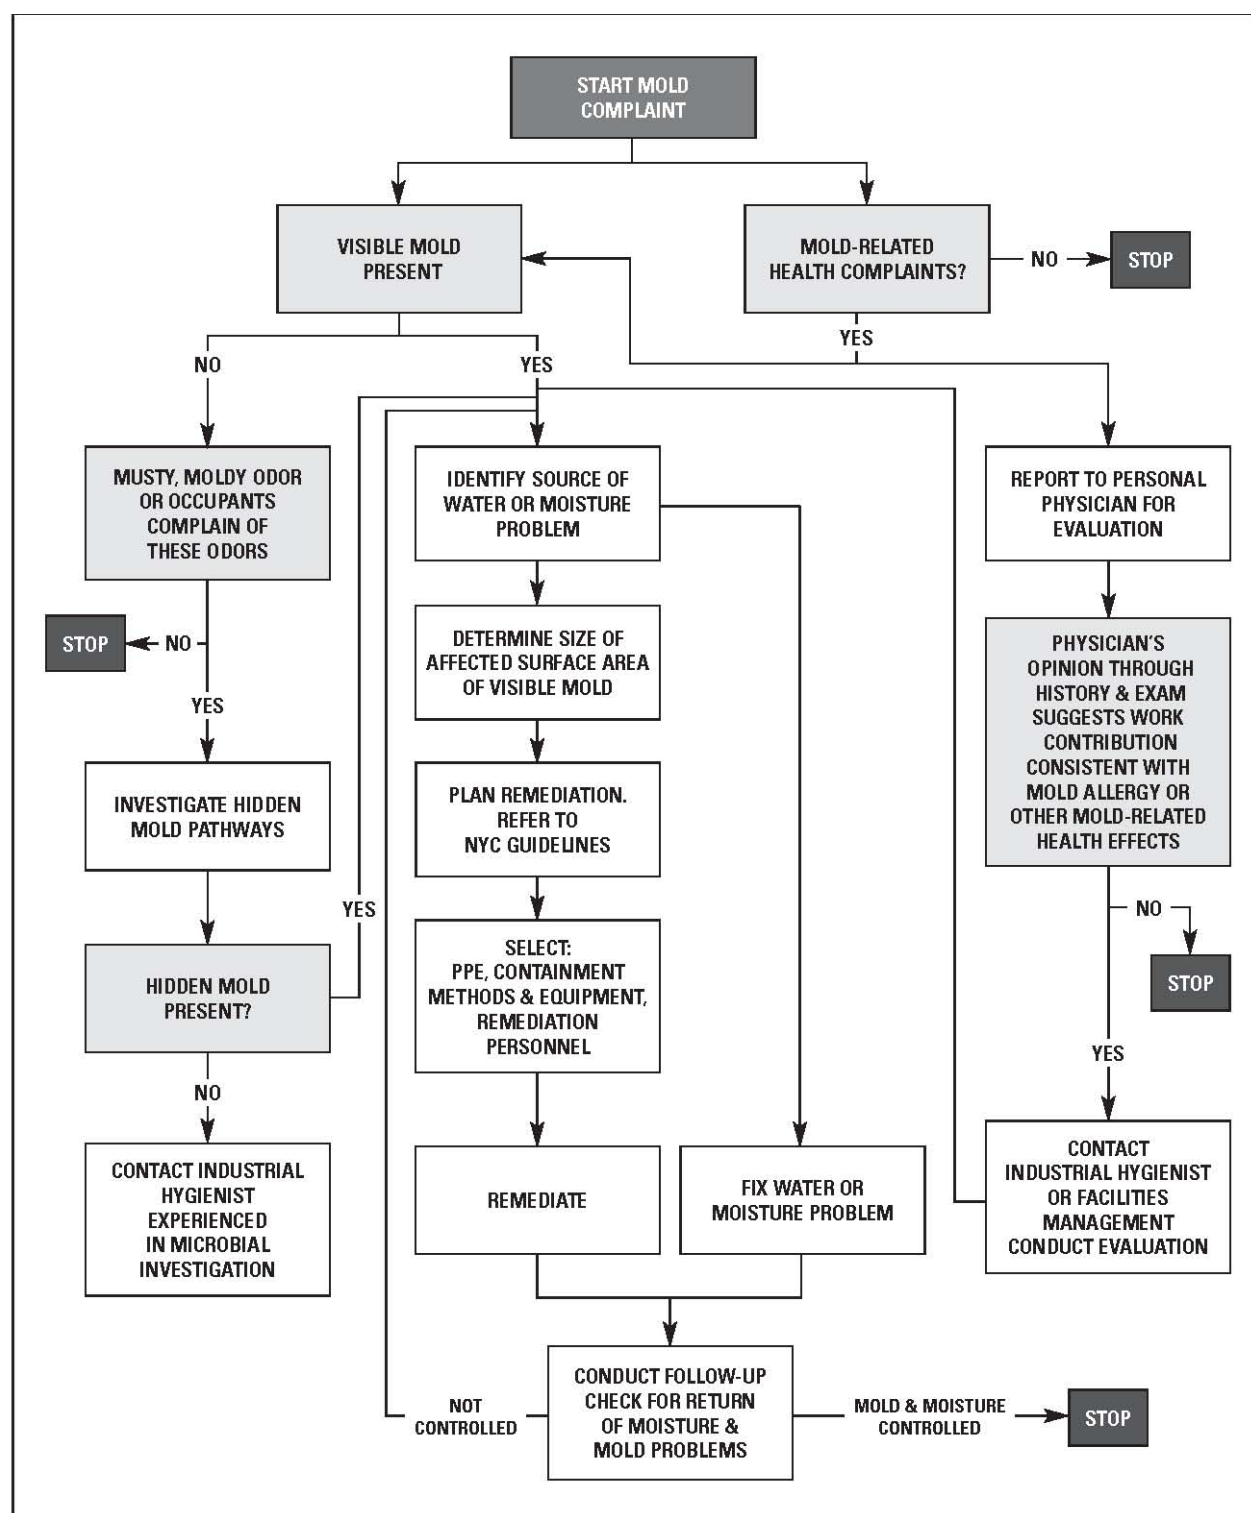 START MOLD
COMPLAINT
VISIBLE MOLD
PRESENT
MOLD-RELATED
HEALTH COMPLAINTS?
NO
STOP
YES
NO
YES
MUSTY, MOLDY ODOR
OR OCCUPANTS
COMPLAIN OF
THESE ODORS
IDENTIFY SOURCE OF
WATER OR MOISTURE
PROBLEM
REPORT TO PERSONAL
PHYSICIAN FOR
EVALUATION
STOP
NO
YES
DETERMINE SIZE OF
AFFECTED SURFACE AREA
OF VISIBLE MOLD
PHYSICIAN'S
OPINION THROUGH
HISTORY & EXAM
SUGGESTS WORK
CONTRIBUTION
CONSISTENT WITH
MOLD ALLERGY OR
OTHER MOLD-RELATED
HEALTH EFFECTS
INVESTIGATE HIDDEN
MOLD PATHWAYS
PLAN REMEDIATION.
REFER TO
NYC GUIDELINES
YES
NO
STOP
HIDDEN MOLD
PRESENT?
SELECT:
PPE, CONTAINMENT
METHODS & EQUIPMENT,
REMEDIATION
PERSONNEL
YES
NO
CONTACT INDUSTRIAL
HYGIENIST
EXPERIENCED
IN MICROBIAL
INVESTIGATION
REMEDIATE
FIX WATER OR
MOISTURE PROBLEM
CONTACT
INDUSTRIAL HYGIENIST
OR FACILITIES
MANAGEMENT
CONDUCT EVALUATION
NOT
CONTROLLED
CONDUCT FOLLOW-UP
CHECK FOR RETURN
OF MOISTURE &
MOLD PROBLEMS
MOLD & MOISTURE
CONTROLLED
STOP